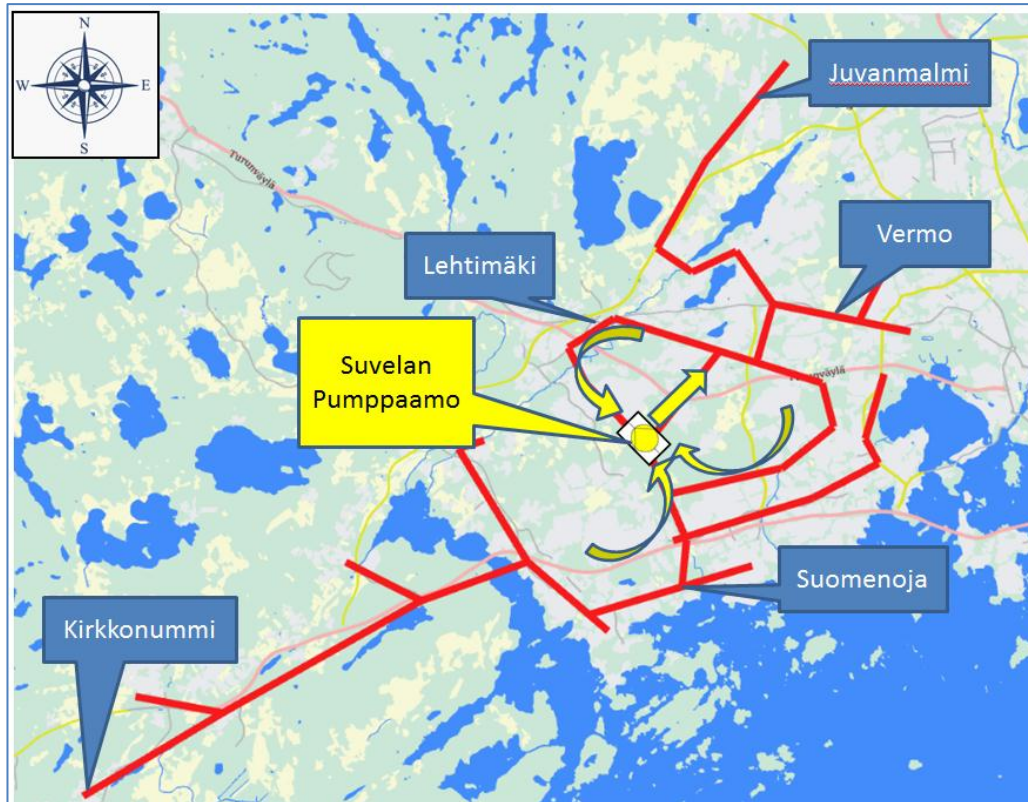 N
W
E
S
Juvanmalmi
Turunväylä
Vermo
Lehtimäki
Suvelan
Pumppaamo
Suomenoja
Kirkkonummi